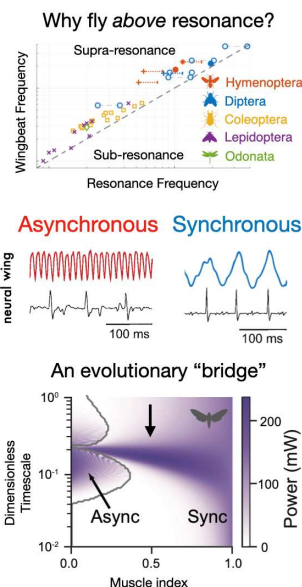 Why fly above resonance?
Supra-resonance
Wingbeat Frequency
Hymenoptera
Diptera
Coleoptera
Lepidoptera
Odonata
Sub-resonance
Resonance Frequency
Asynchronous
Synchronous
neural wing
100 ms
100 ms
An evolutionary “bridge”
Dimensionless
Timescale
10⁰
10⁻¹
10⁻²
Async
Sync
0.0
0.5
1.0
Muscle index
200
100
0
Power (mW)